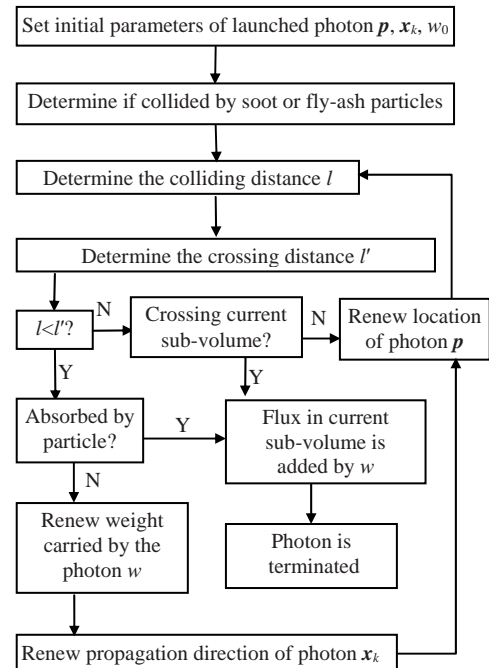 Set initial parameters of launched photon p, xk, w0
Determine if collided by soot or fly-ash particles
Determine the colliding distance l
Determine the crossing distance l′
l<l′?
N
Crossing current
sub-volume?
N
Renew location
of photon p
Y
Y
Absorbed by
particle?
Y
Flux in current
sub-volume is
added by w
N
Renew weight
carried by the
photon w
Photon is
terminated
Renew propagation direction of photon xk